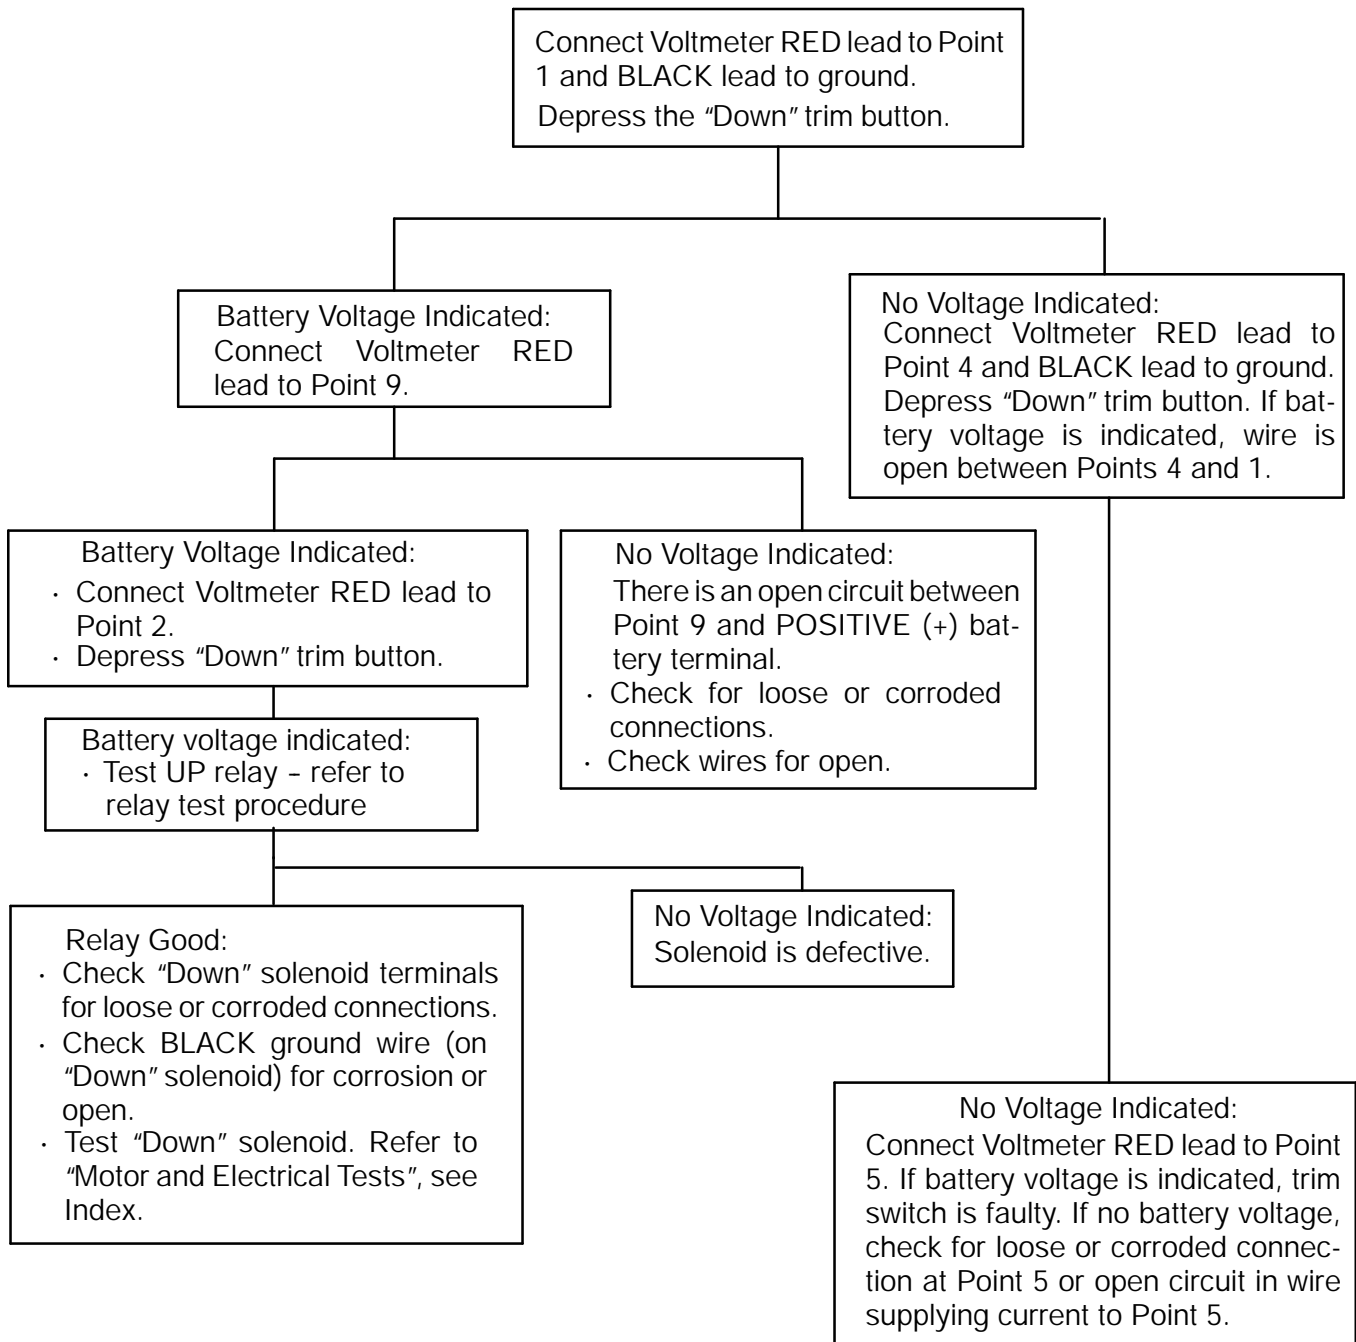 Connect Voltmeter RED lead to Point
1 and BLACK lead to ground.
Depress the “Down” trim button.
Battery Voltage Indicated:
Connect Voltmeter RED
lead to Point 9.
No Voltage Indicated:
Connect Voltmeter RED lead to
Point 4 and BLACK lead to ground.
Depress “Down” trim button. If bat-
tery voltage is indicated, wire is
open between Points 4 and 1.
Battery Voltage Indicated:
· Connect Voltmeter RED lead to
Point 2.
· Depress “Down” trim button.
No Voltage Indicated:
There is an open circuit between
Point 9 and POSITIVE (+) bat-
tery terminal.
· Check for loose or corroded
connections.
· Check wires for open.
Battery voltage indicated:
· Test UP relay – refer to
relay test procedure
Relay Good:
· Check “Down” solenoid terminals
for loose or corroded connections.
· Check BLACK ground wire (on
“Down” solenoid) for corrosion or
open.
· Test “Down” solenoid. Refer to
“Motor and Electrical Tests”, see
Index.
No Voltage Indicated:
Solenoid is defective.
No Voltage Indicated:
Connect Voltmeter RED lead to Point
5. If battery voltage is indicated, trim
switch is faulty. If no battery voltage,
check for loose or corroded connec-
tion at Point 5 or open circuit in wire
supplying current to Point 5.